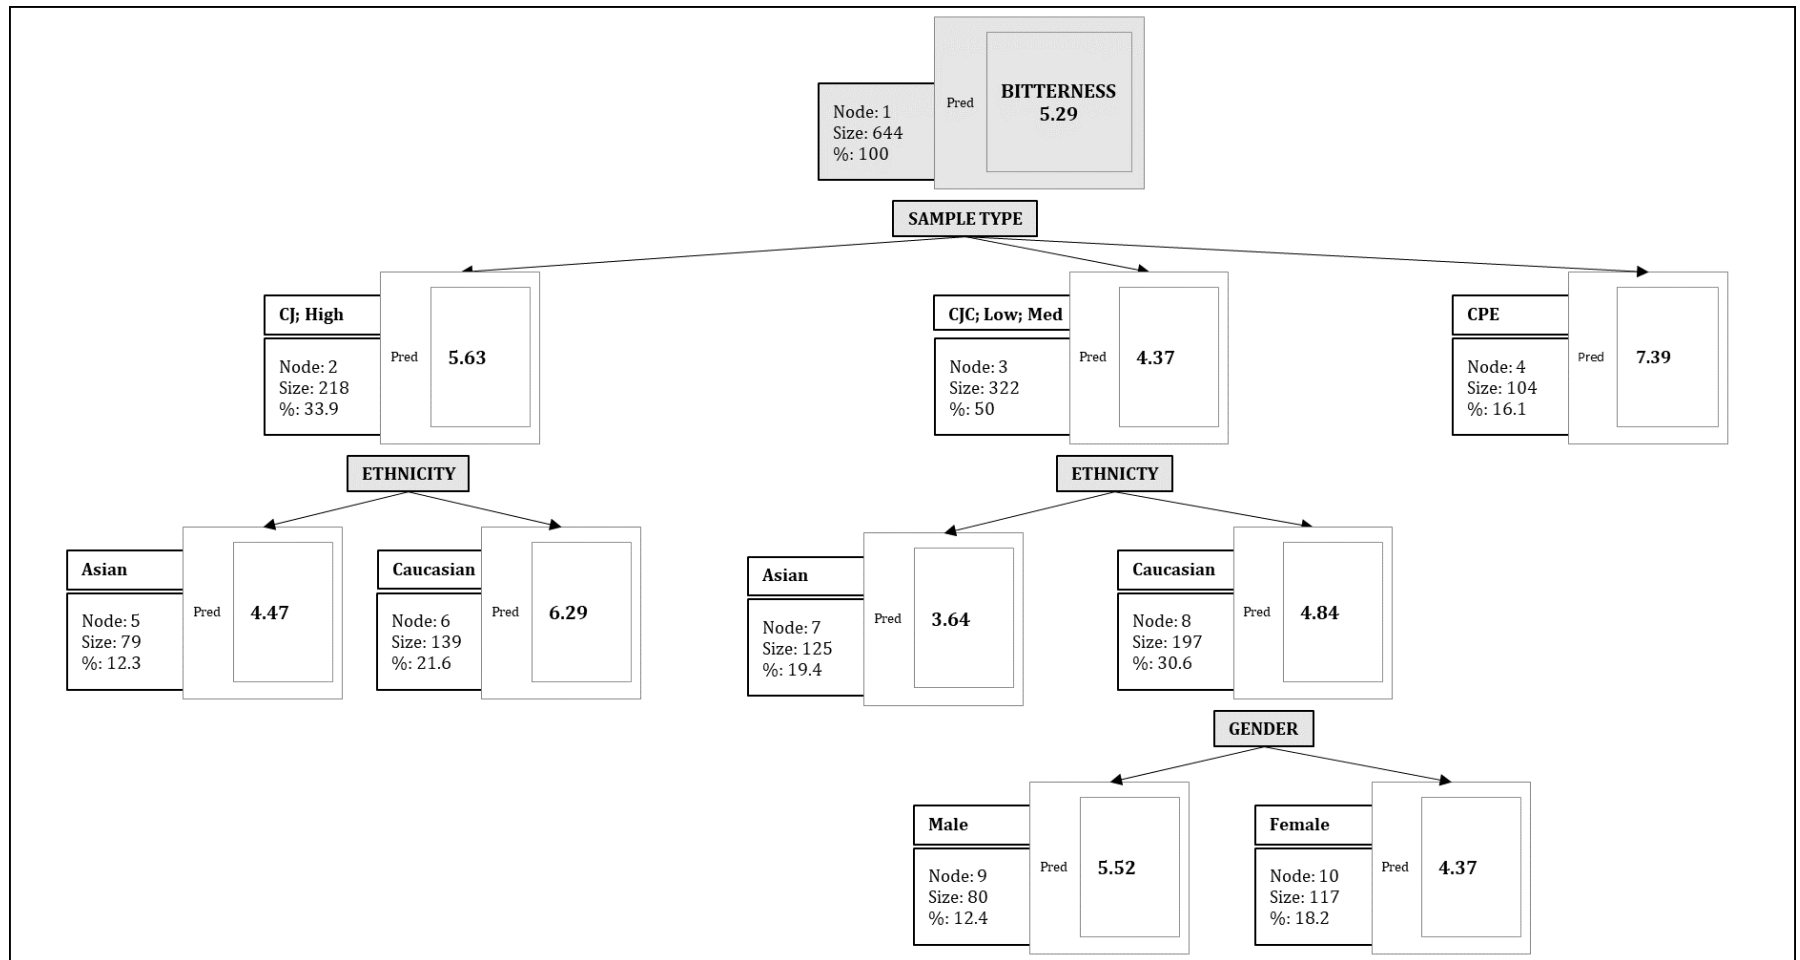 BITTERNESS
5.29
Pred
Node: 1
Size: 644
%: 100
SAMPLE TYPE
CJ; High
Node: 2
Size: 218
%: 33.9
Pred
5.63
CJC; Low; Med
Node: 3
Size: 322
%: 50
Pred
4.37
CPE
Node: 4
Size: 104
%: 16.1
Pred
7.39
ETHNICITY
ETHNICTY
Asian
Node: 5
Size: 79
%: 12.3
Pred
4.47
Caucasian
Node: 6
Size: 139
%: 21.6
Pred
6.29
Asian
Node: 7
Size: 125
%: 19.4
Pred
3.64
Caucasian
Node: 8
Size: 197
%: 30.6
Pred
4.84
GENDER
Male
Node: 9
Size: 80
%: 12.4
Pred
5.52
Female
Node: 10
Size: 117
%: 18.2
Pred
4.37